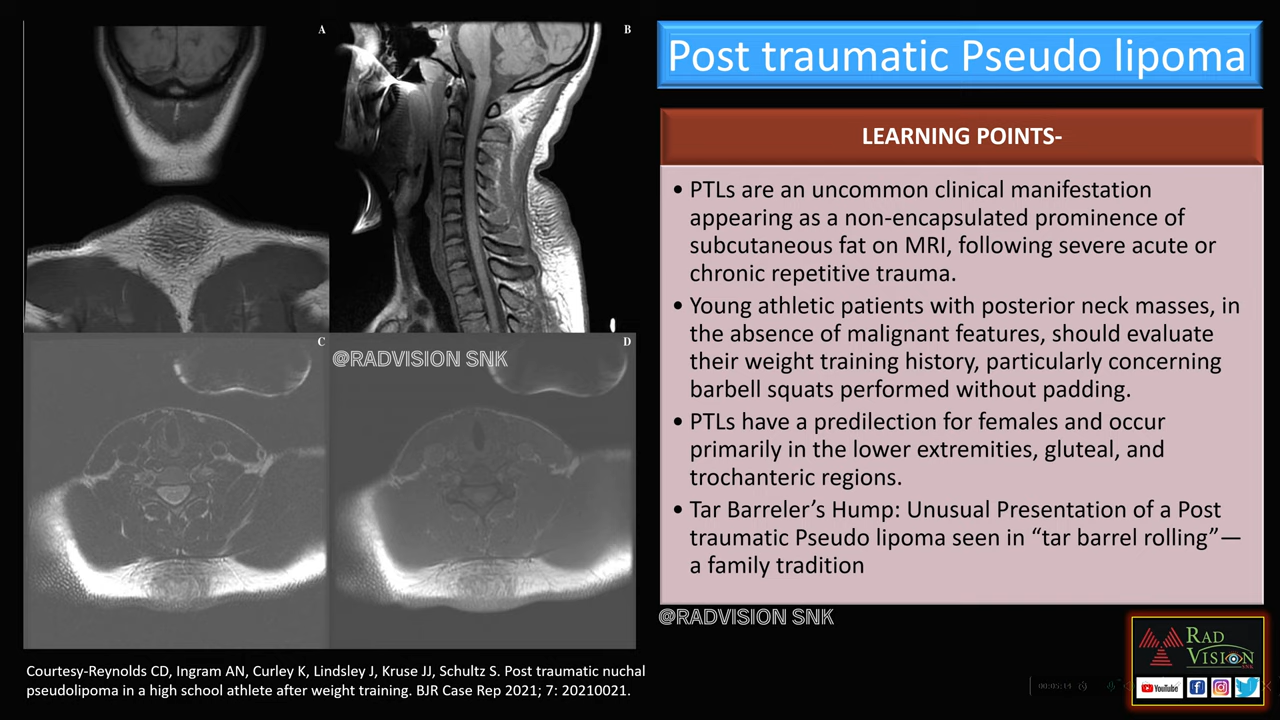 A
B
C
D
@RADVISION SNK
Courtesy-Reynolds CD, Ingram AN, Curley K, Lindsley J, Kruse JJ, Schultz S. Post traumatic nuchal
pseudolipoma in a high school athlete after weight training. BJR Case Rep 2021; 7: 20210021.
Post traumatic Pseudo lipoma
LEARNING POINTS-
• PTLs are an uncommon clinical manifestation
appearing as a non-encapsulated prominence of
subcutaneous fat on MRI, following severe acute or
chronic repetitive trauma.
• Young athletic patients with posterior neck masses, in
the absence of malignant features, should evaluate
their weight training history, particularly concerning
barbell squats performed without padding.
• PTLs have a predilection for females and occur
primarily in the lower extremities, gluteal, and
trochanteric regions.
• Tar Barreler’s Hump: Unusual Presentation of a Post
traumatic Pseudo lipoma seen in “tar barrel rolling”—
a family tradition
@RADVISION SNK
RAD
VISION SNK
YouTube
00:05:14